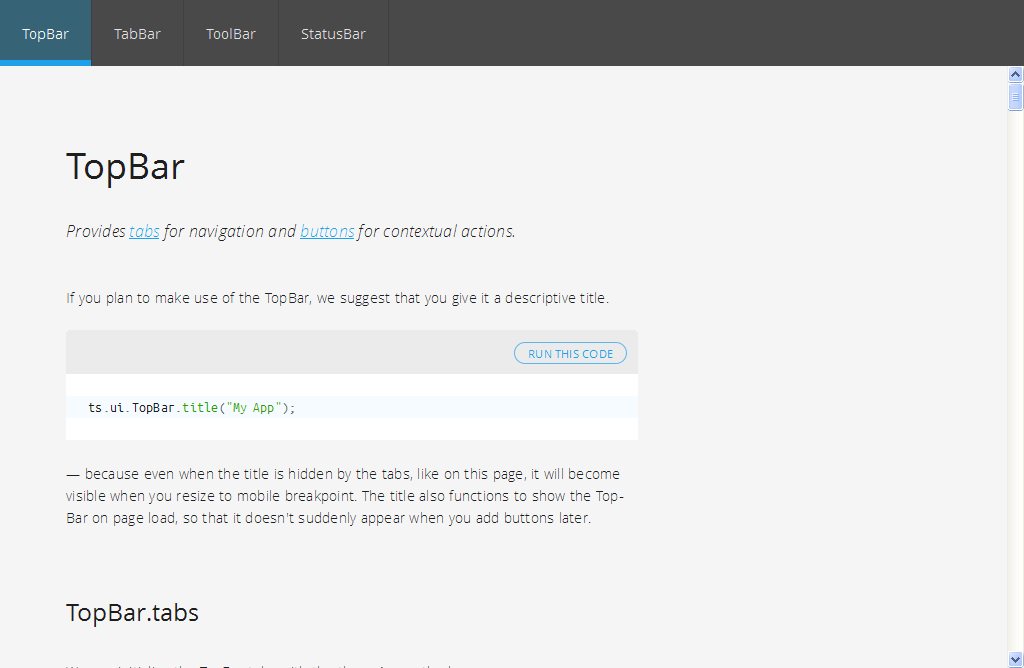 TopBar TabBar ToolBar StatusBar
TopBar
Provides tabs for navigation and buttons for contextual actions.
If you plan to make use of the TopBar, we suggest that you give it a descriptive title.
RUN THIS CODE
ts.ui.TopBar.title("My App");
— because even when the title is hidden by the tabs, like on this page, it will become
visible when you resize to mobile breakpoint. The title also functions to show the Top-
Bar on page load, so that it doesn't suddenly appear when you add buttons later.
TopBar.tabs